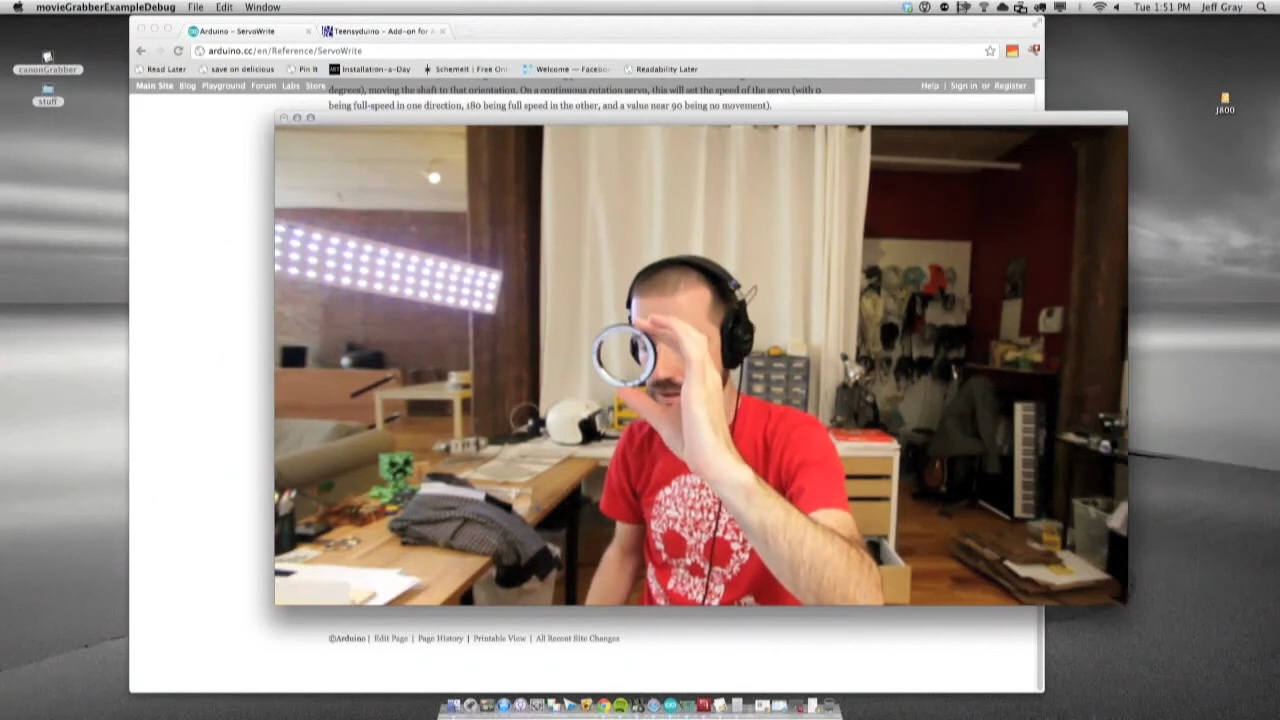 movieGrabberExampleDebug File Edit Window Tue 1:51 PM Jeff Gray
Arduino - ServoWrite Teensyduino - Add-on for A
arduino.cc/en/Reference/ServoWrite
Read Later save on delicious Pin It Installation-a-Day Schemeit | Free Onl Welcome — Facebo Readability Later
Main Site Blog Playground Forum Labs Store Help | Sign in or Register
degrees), moving the shaft to that orientation. On a continuous rotation servo, this will set the speed of the servo (with 0
being full-speed in one direction, 180 being full speed in the other, and a value near 90 being no movement).
canonGrabber
stuff
J800
©Arduino | Edit Page | Page History | Printable View | All Recent Site Changes